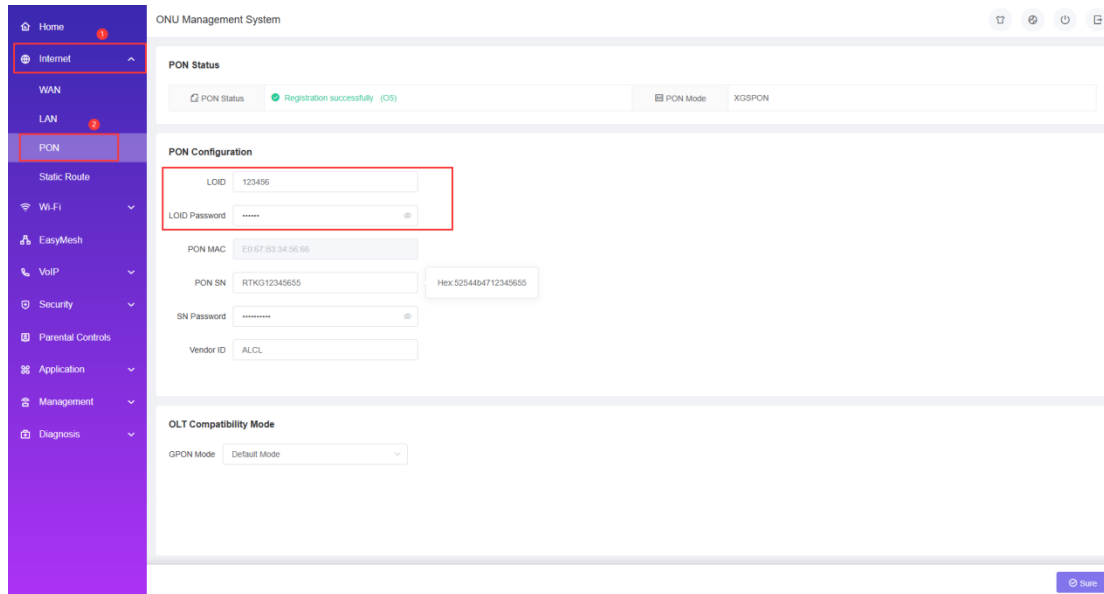 ONU Management System
Home
1
Internet
WAN
LAN
2
PON
Static Route
Wi-Fi
EasyMesh
VoIP
Security
Parental Controls
Application
Management
Diagnosis
PON Status
PON Status Registration successfully (O5) PON Mode XGSPON
PON Configuration
LOID 123456
LOID Password ••••••
PON MAC E0:67:B3:34:56:66
PON SN RTKG12345655 Hex:52544b4712345655
SN Password ••••••••••
Vendor ID ALCL
OLT Compatibility Mode
GPON Mode Default Mode
Sure